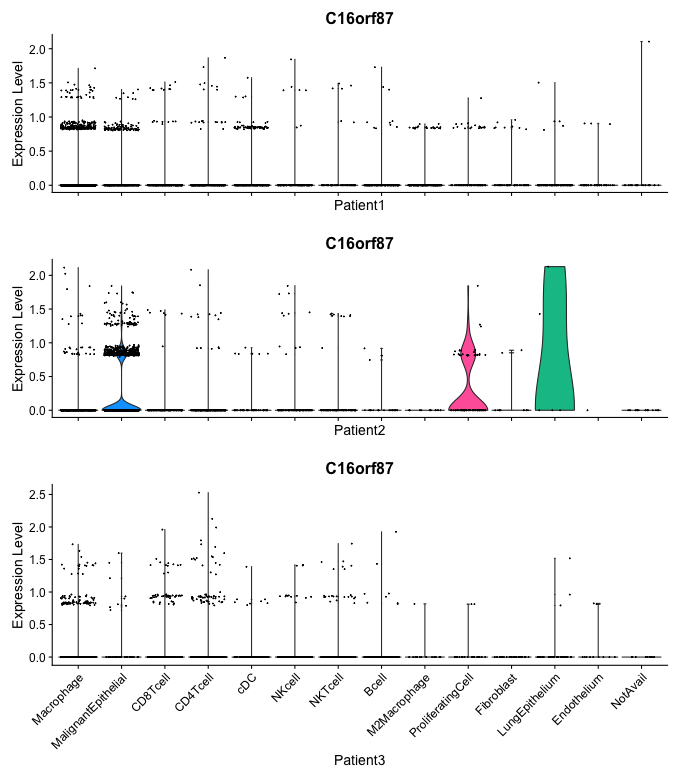 C16orf87
Expression Level
2.0
1.5
1.0
0.5
0.0
Patient1
C16orf87
Expression Level
2.0
1.5
1.0
0.5
0.0
Patient2
C16orf87
Expression Level
2.5
2.0
1.5
1.0
0.5
0.0
Macrophage
MalignantEpithelial
CD8Tcell
CD4Tcell
cDC
NKcell
NKTcell
Bcell
M2Macrophage
ProliferatingCell
Fibroblast
LungEpithelium
Endothelium
NotAvail
Patient3